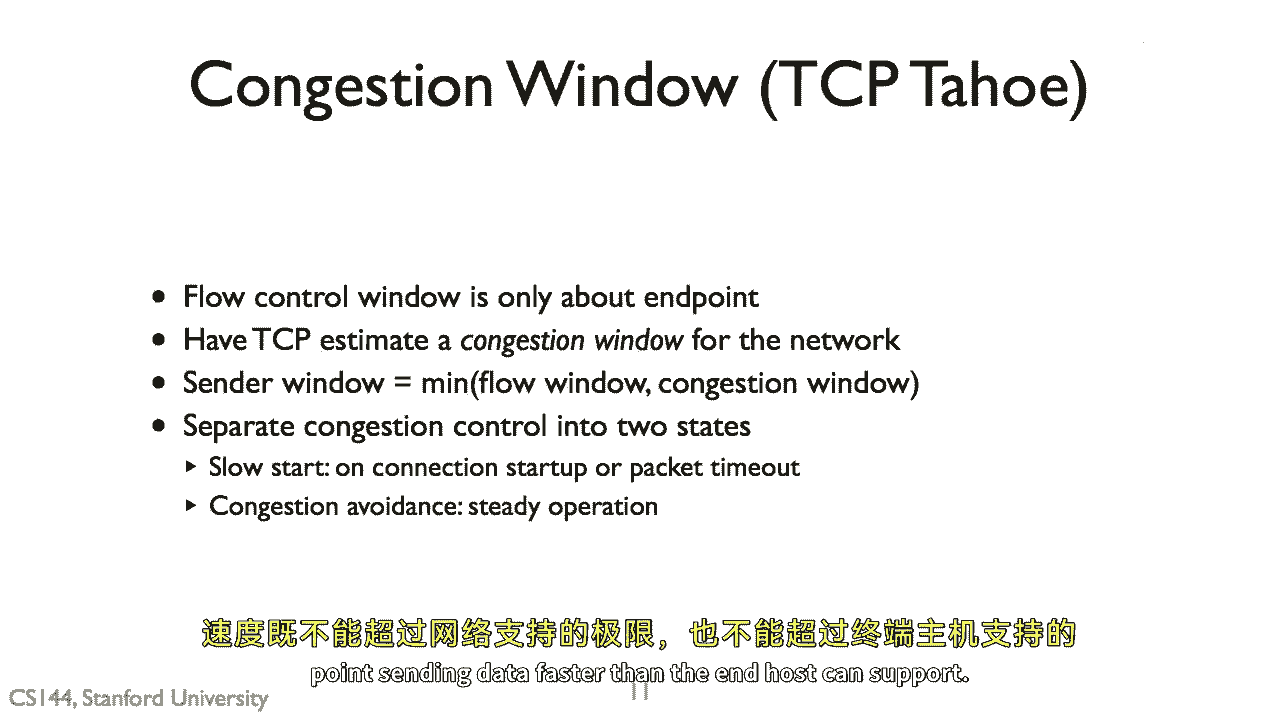 Congestion Window (TCP Tahoe)
• Flow control window is only about endpoint
• Have TCP estimate a congestion window for the network
• Sender window = min(flow window, congestion window)
• Separate congestion control into two states
▸ Slow start: on connection startup or packet timeout
▸ Congestion avoidance: steady operation
速度既不能超过网络支持的极限，也不能超过终端主机支持的
point sending data faster than the end host can support.
CS144, Stanford University
11